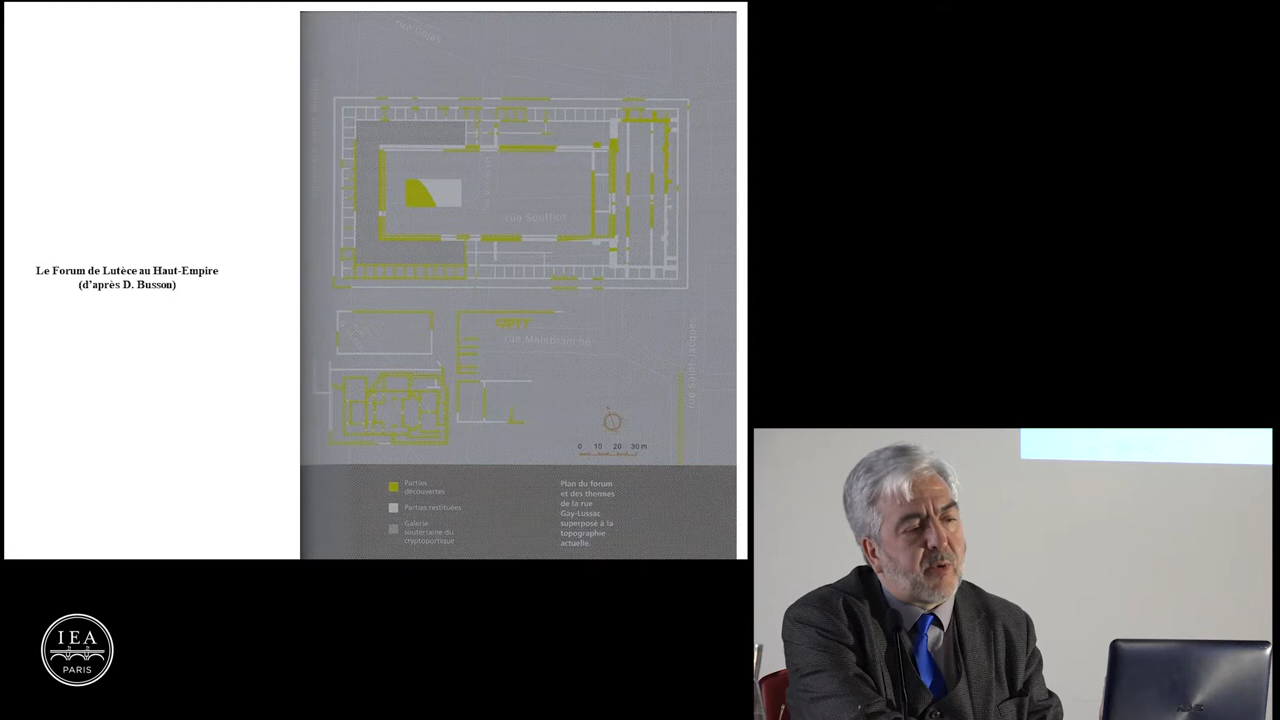 Le Forum de Lutèce au Haut-Empire
(d'après D. Busson)
rue Soufflot
rue Malebranche
rue Saint-Jacques
0 10 20 30 m
Parties
découvertes
Parties restituées
Galerie
souterraine du
cryptoportique
Plan du forum
et des thermes
de la rue
Gay-Lussac
superposé à la
topographie
actuelle.
IEA
PARIS